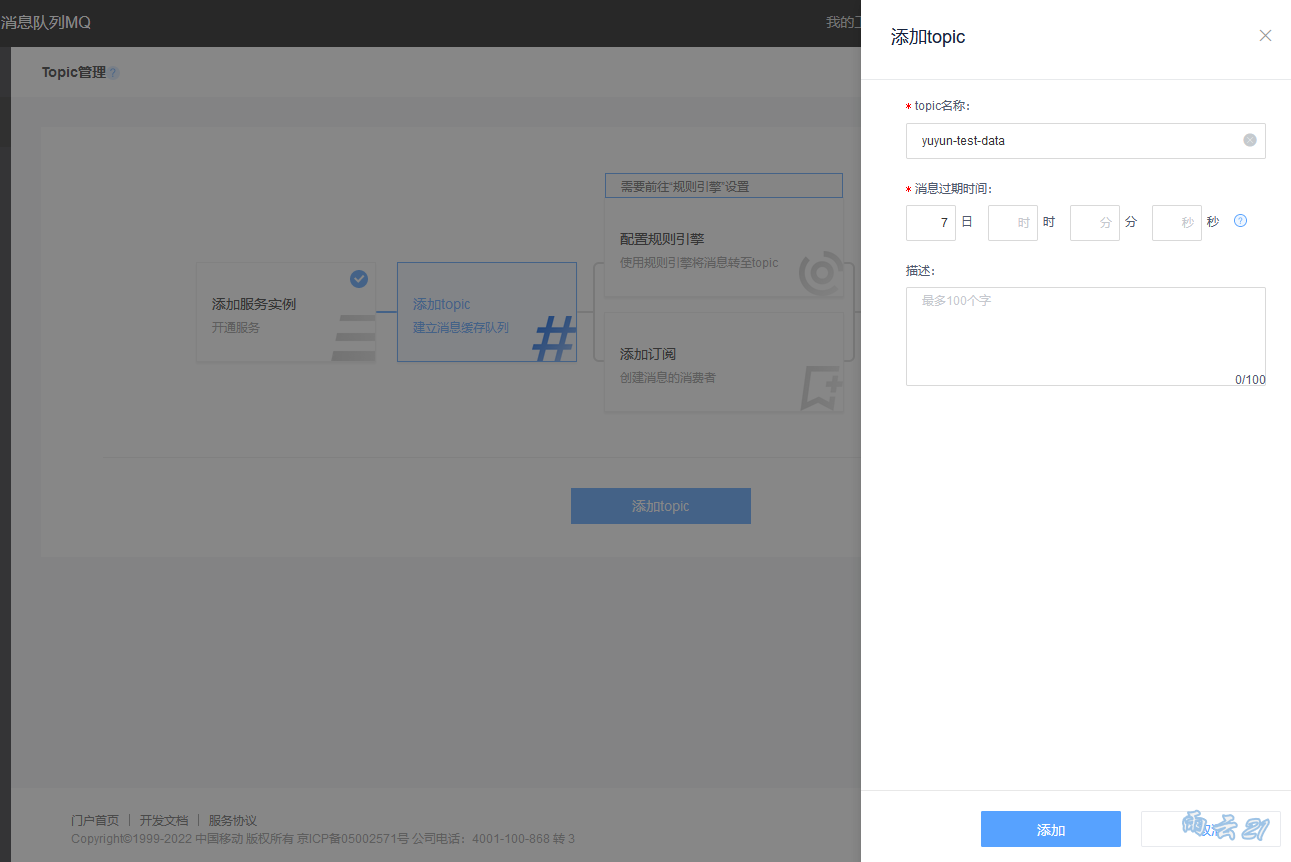 消息队列MQ
我的
Topic管理 ?
需要前往“规则引擎”设置
配置规则引擎
使用规则引擎将消息转至topic
添加服务实例
开通服务
添加topic
建立消息缓存队列
#
添加订阅
创建消息的消费者
添加topic
门户首页 | 开发文档 | 服务协议
Copyright©1999-2022 中国移动 版权所有 京ICP备05002571号 公司电话：4001-100-868 转 3
添加topic
* topic名称：
yuyun-test-data
* 消息过期时间：
7 日 时 时 分 分 秒 秒 ?
描述：
最多100个字
0/100
添加
雨云21